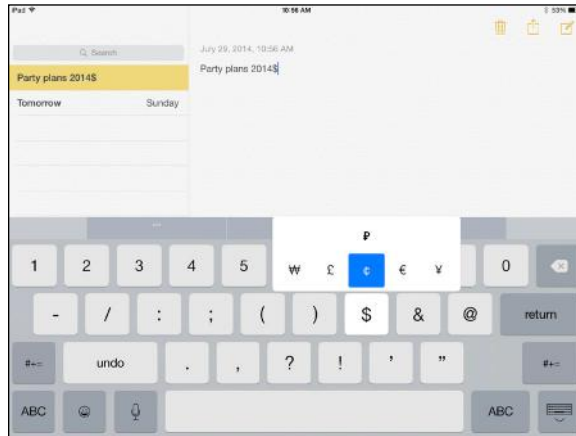 iPad 10:56 AM 53%
Search
July 29, 2014, 10:56 AM
Party plans 2014$
Party plans 2014$
Tomorrow Sunday
₽
1 2 3 4 5 ₩ £ ¢ € ¥ 0
- / : ; ( ) $ & @ return
#+= undo . , ? ! ' " #+=
ABC ABC